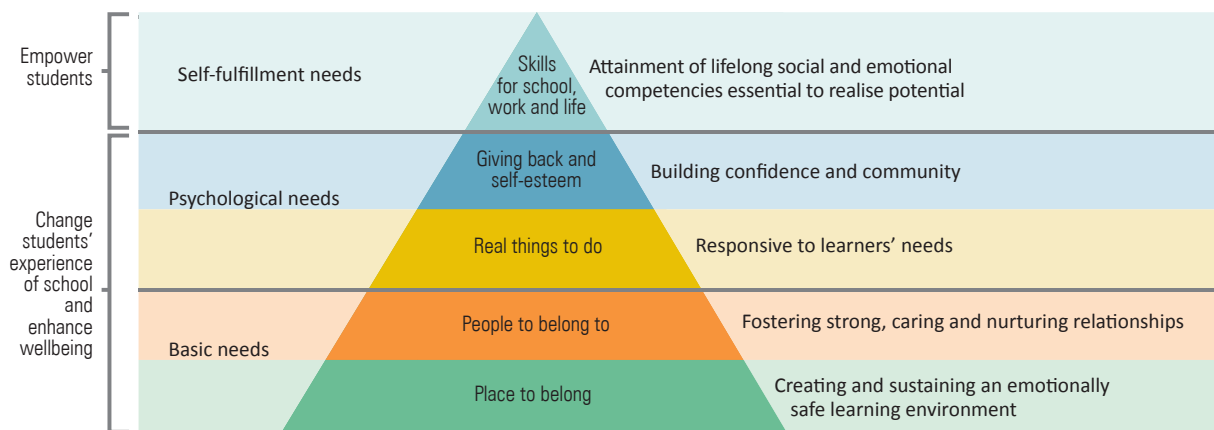 Empower
students
Self-fulfillment needs
Skills
for school,
work and life
Attainment of lifelong social and emotional
competencies essential to realise potential
Change
students’
experience
of school
and
enhance
wellbeing
Psychological needs
Giving back and
self-esteem
Building confidence and community
Real things to do
Responsive to learners’ needs
Basic needs
People to belong to
Fostering strong, caring and nurturing relationships
Place to belong
Creating and sustaining an emotionally
safe learning environment